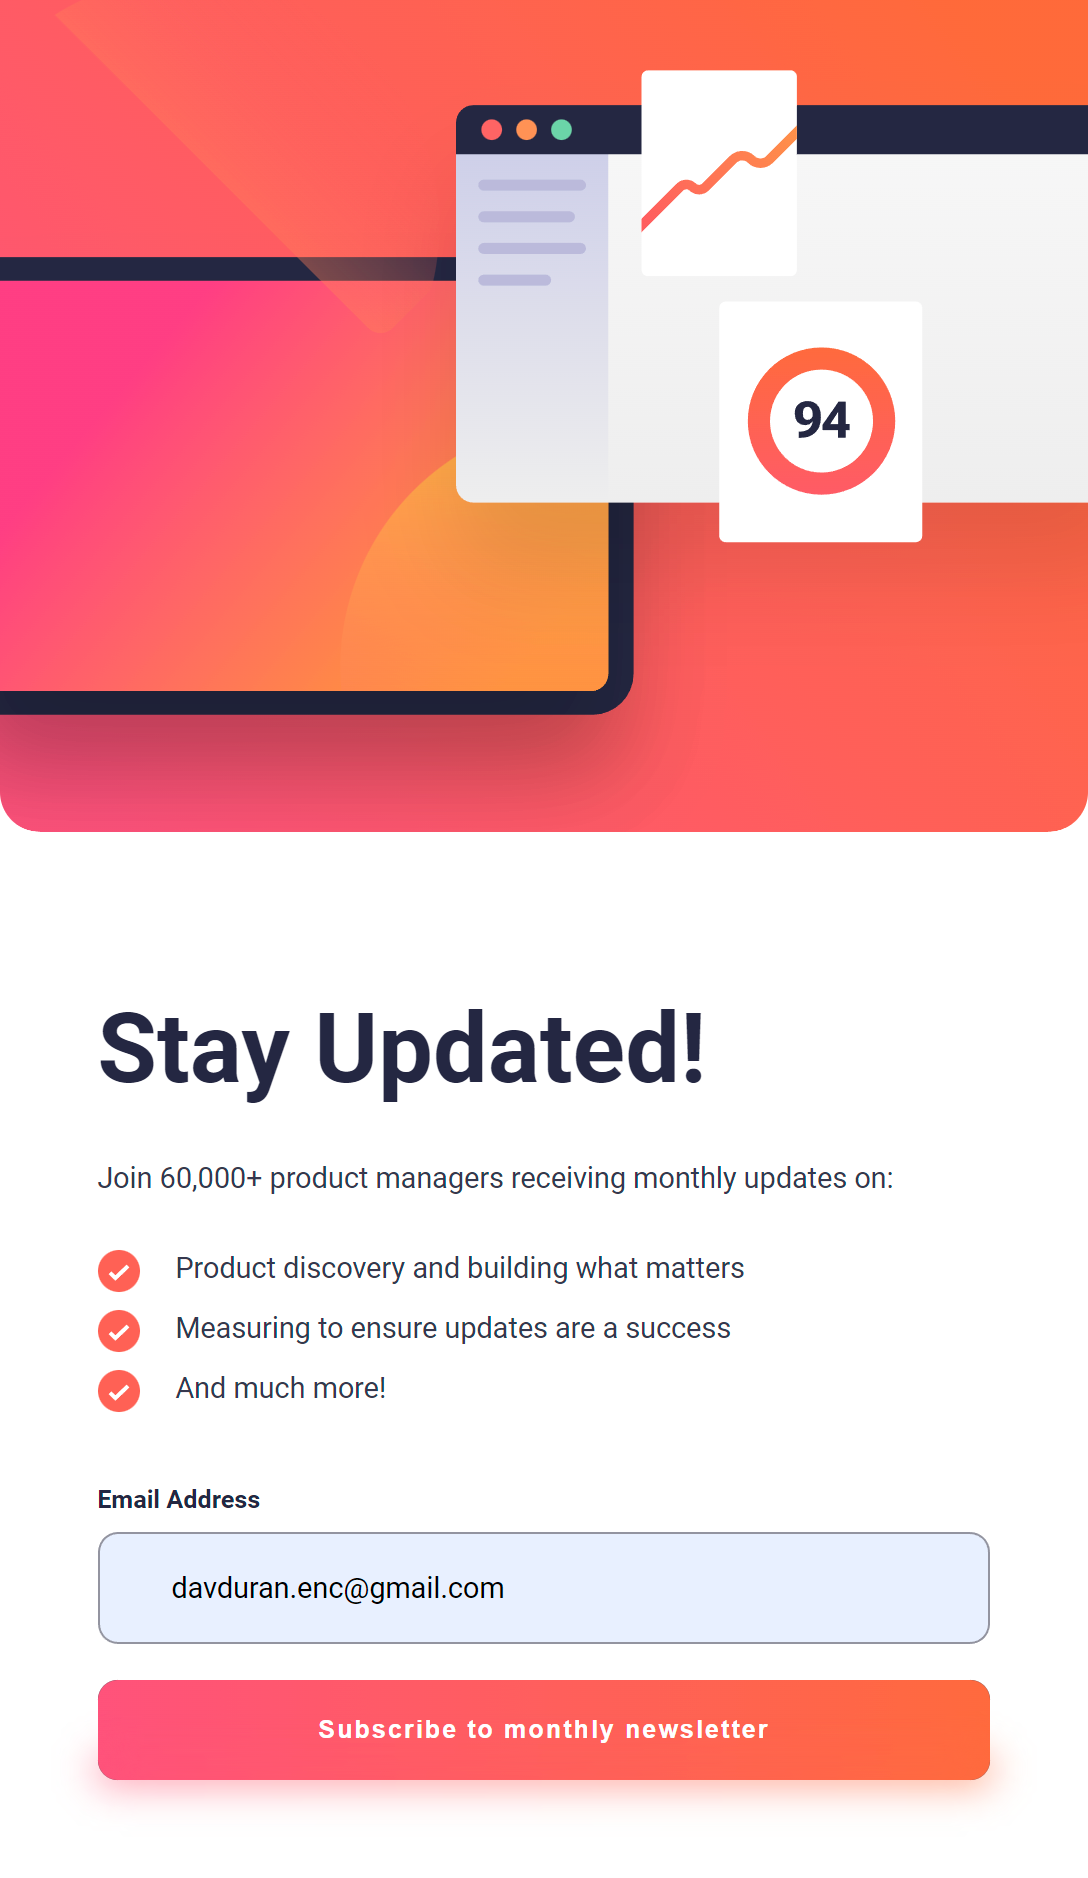 94
Stay Updated!
Join 60,000+ product managers receiving monthly updates on:
Product discovery and building what matters
Measuring to ensure updates are a success
And much more!
Email Address
davduran.enc@gmail.com
Subscribe to monthly newsletter